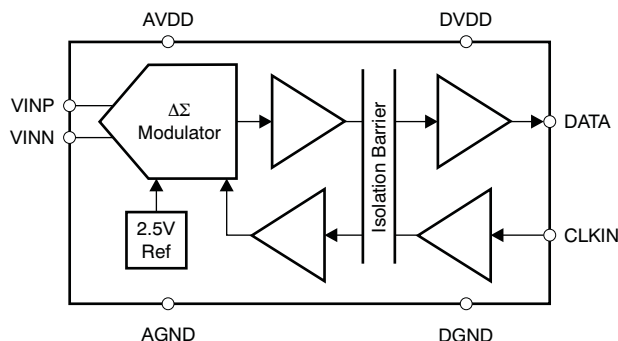 AVDD
DVDD
VINP
VINN
ΔΣ
Modulator
Isolation Barrier
DATA
2.5V
Ref
CLKIN
AGND
DGND